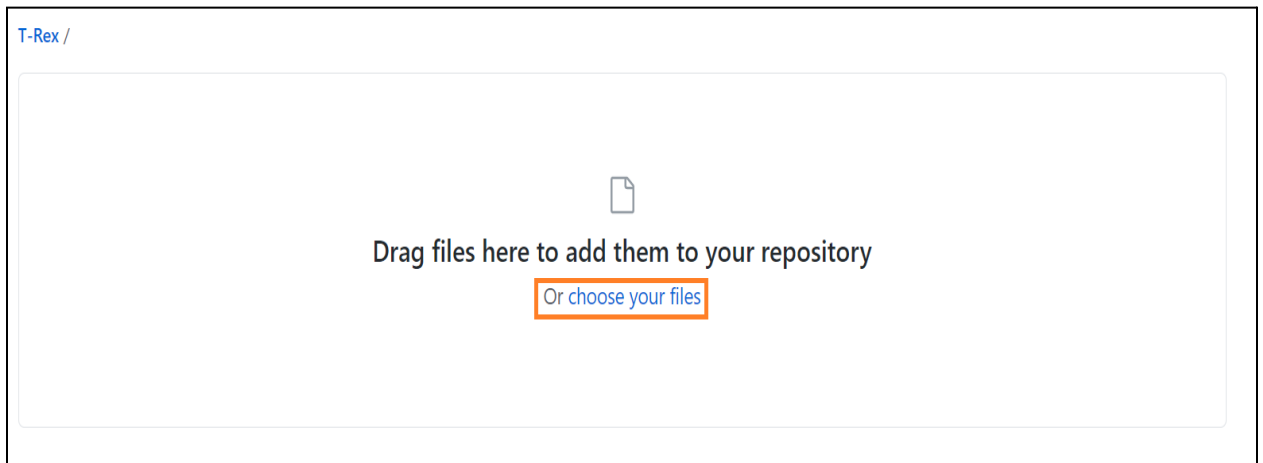 T-Rex /
Drag files here to add them to your repository
Or choose your files